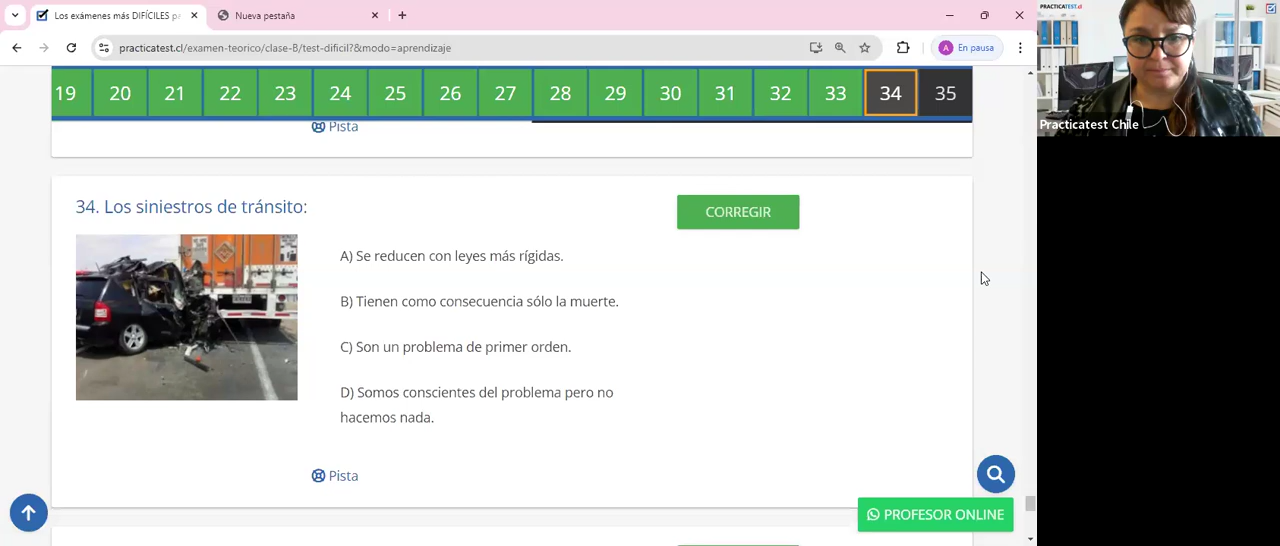 Los exámenes más DIFÍCILES pa
Nueva pestaña
practicatest.cl/examen-teorico/clase-B/test-dificil?&modo=aprendizaje
A En pausa
PRACTICATEST.cl
Practicatest Chile
19 20 21 22 23 24 25 26 27 28 29 30 31 32 33 34 35
Pista
34. Los siniestros de tránsito:
CORREGIR
A) Se reducen con leyes más rígidas.
B) Tienen como consecuencia sólo la muerte.
C) Son un problema de primer orden.
D) Somos conscientes del problema pero no
hacemos nada.
Pista
PROFESOR ONLINE